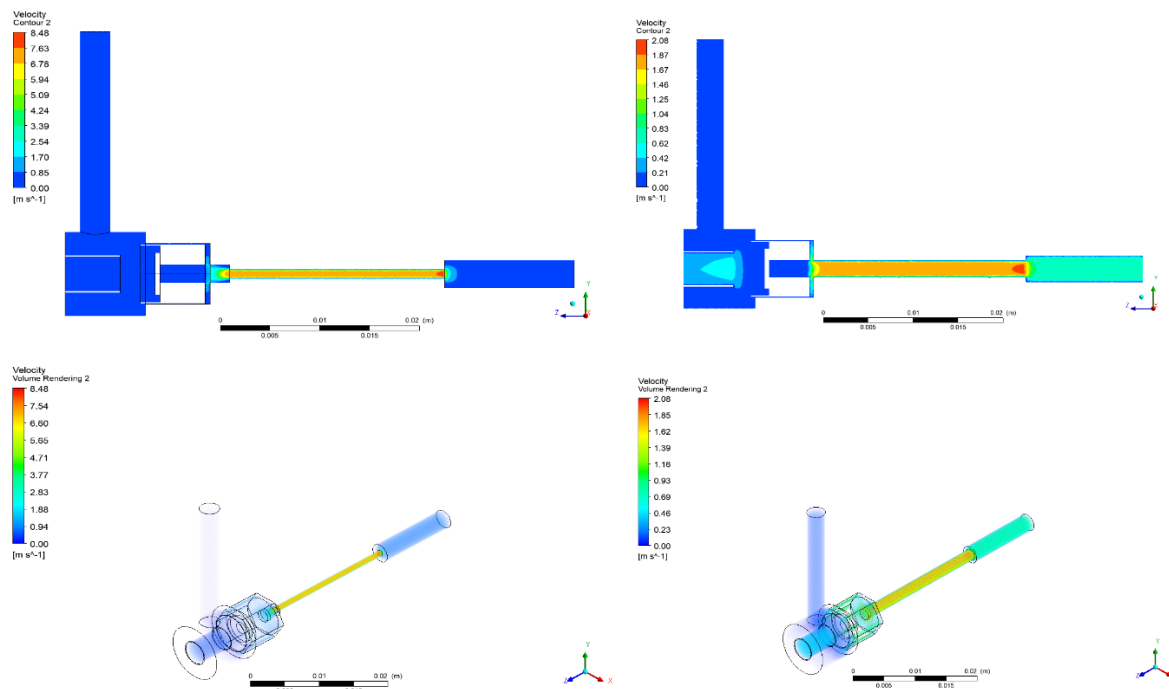 Velocity
Contour 2
8.48
7.63
6.78
5.94
5.09
4.24
3.39
2.54
1.70
0.85
0.00
[m s^-1]
Y
Z
X
0 0.01 0.02 (m)
0.005 0.015
Velocity
Contour 2
2.08
1.87
1.67
1.46
1.25
1.04
0.83
0.62
0.42
0.21
0.00
[m s^-1]
Y
Z
X
0 0.01 0.02 (m)
0.005 0.015
Velocity
Volume Rendering 2
8.48
7.54
6.60
5.65
4.71
3.77
2.83
1.88
0.94
0.00
[m s^-1]
0 0.01 0.02 (m)
0.005 0.015
Y
Z
X
Velocity
Volume Rendering 2
2.08
1.85
1.62
1.39
1.16
0.93
0.69
0.46
0.23
0.00
[m s^-1]
0 0.01 0.02 (m)
0.005 0.015
Y
Z
X